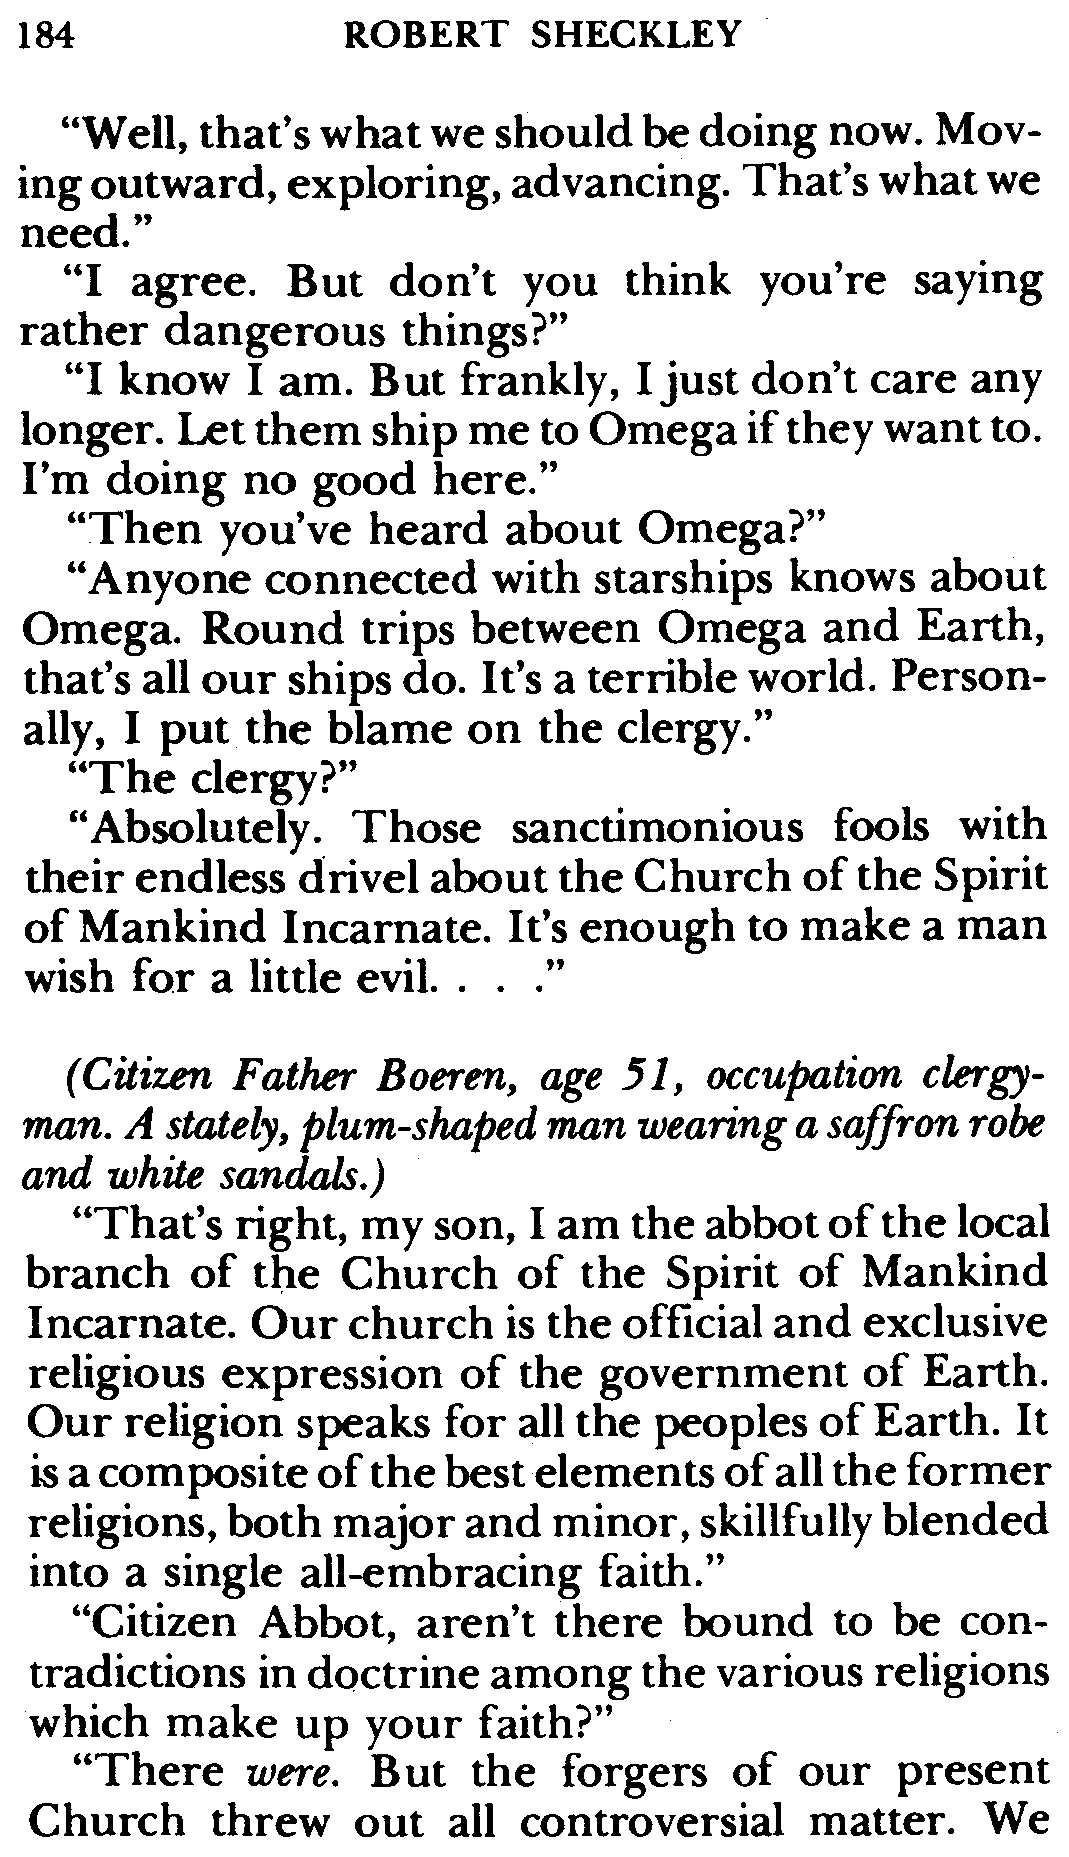 184 ROBERT SHECKLEY
“Well, that’s what we should be doing now. Mov-
ing outward, exploring, advancing. That’s what we
need.”
“I agree. But don’t you think you’re saying
rather dangerous things?”
“I know I am. But frankly, I just don’t care any
longer. Let them ship me to Omega if they want to.
I’m doing no good here.”
“Then you’ve heard about Omega?”
“Anyone connected with starships knows about
Omega. Round trips between Omega and Earth,
that’s all our ships do. It’s a terrible world. Person-
ally, I put the blame on the clergy.”
“The clergy?”
“Absolutely. Those sanctimonious fools with
their endless drivel about the Church of the Spirit
of Mankind Incarnate. It’s enough to make a man
wish for a little evil. . . .”
(Citizen Father Boeren, age 51, occupation clergy-
man. A stately, plum-shaped man wearing a saffron robe
and white sandals.)
“That’s right, my son, I am the abbot of the local
branch of the Church of the Spirit of Mankind
Incarnate. Our church is the official and exclusive
religious expression of the government of Earth.
Our religion speaks for all the peoples of Earth. It
is a composite of the best elements of all the former
religions, both major and minor, skillfully blended
into a single all-embracing faith.”
“Citizen Abbot, aren’t there bound to be con-
tradictions in doctrine among the various religions
which make up your faith?”
“There were. But the forgers of our present
Church threw out all controversial matter. We